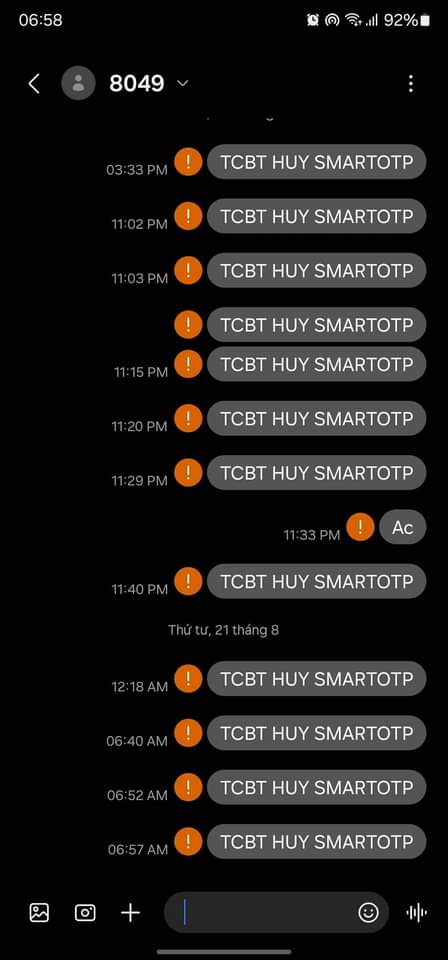 06:58
92%
8049
03:33 PM ! TCBT HUY SMARTOTP
11:02 PM ! TCBT HUY SMARTOTP
11:03 PM ! TCBT HUY SMARTOTP
! TCBT HUY SMARTOTP
11:15 PM ! TCBT HUY SMARTOTP
11:20 PM ! TCBT HUY SMARTOTP
11:29 PM ! TCBT HUY SMARTOTP
11:33 PM ! Ac
11:40 PM ! TCBT HUY SMARTOTP
Thứ tư, 21 tháng 8
12:18 AM ! TCBT HUY SMARTOTP
06:40 AM ! TCBT HUY SMARTOTP
06:52 AM ! TCBT HUY SMARTOTP
06:57 AM ! TCBT HUY SMARTOTP